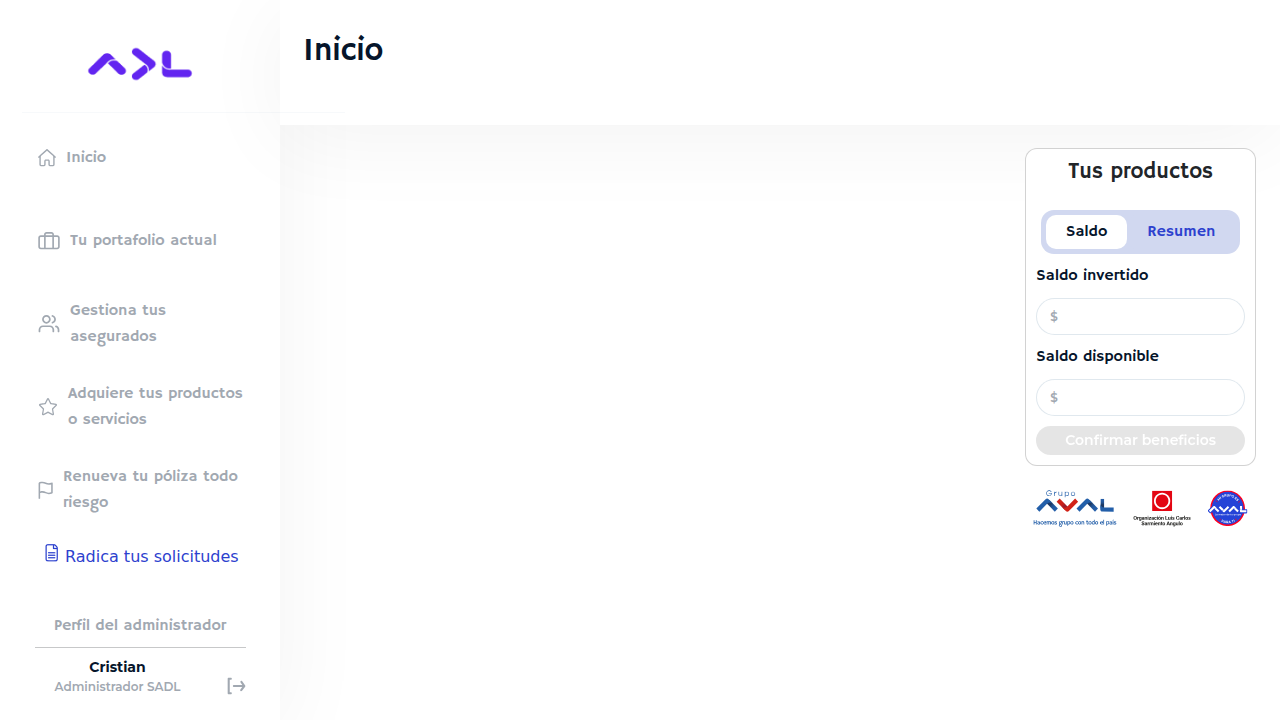 Inicio
Inicio
Tu portafolio actual
Gestiona tus
asegurados
Adquiere tus productos
o servicios
Renueva tu póliza todo
riesgo
Radica tus solicitudes
Perfil del administrador
Cristian
Administrador SADL
Tus productos
Saldo
Resumen
Saldo invertido
$
Saldo disponible
$
Confirmar beneficios
Grupo
AVAL
Hacemos grupo con todo el país
Organización Luis Carlos
Sarmiento Angulo
AVAL